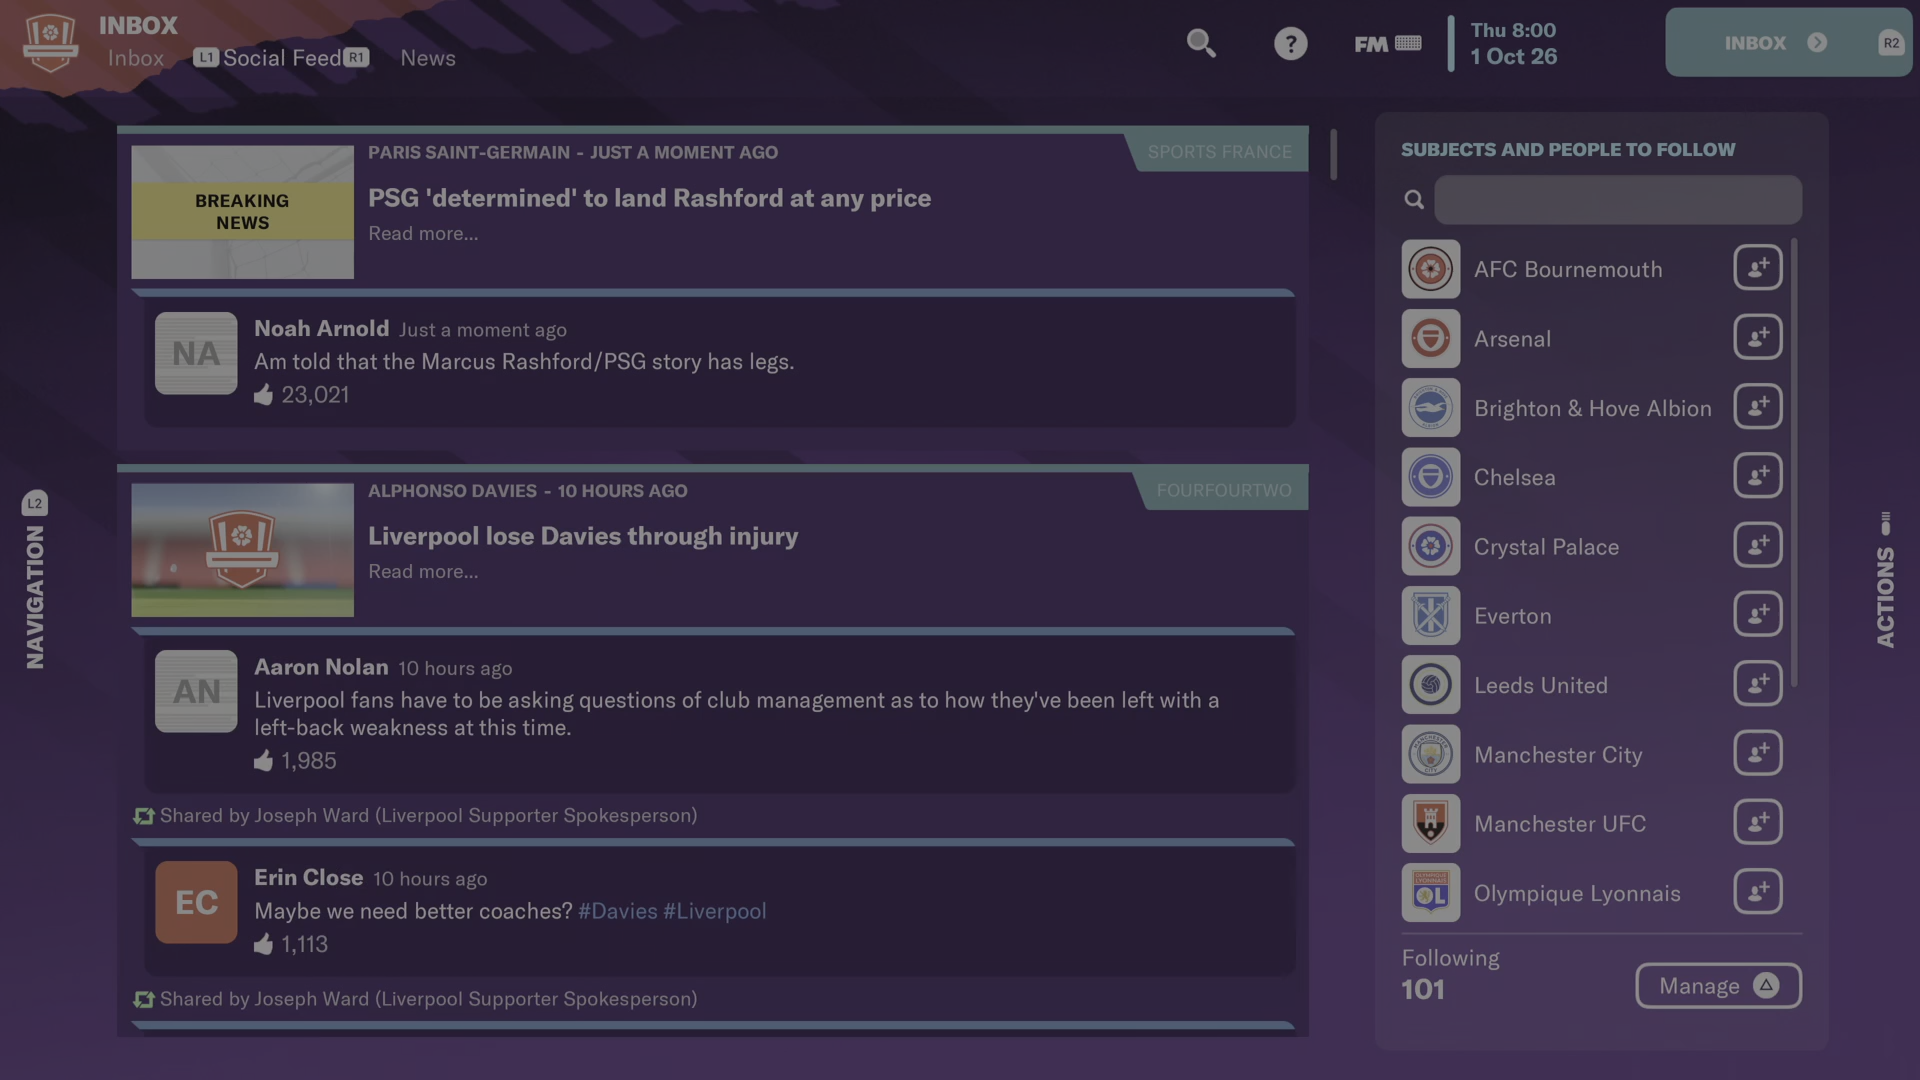 INBOX
Inbox L1 Social Feed R1 News
?
FM
Thu 8:00
1 Oct 26
INBOX R2
PARIS SAINT-GERMAIN - JUST A MOMENT AGO
SPORTS FRANCE
BREAKING
NEWS
PSG 'determined' to land Rashford at any price
Read more...
NA
Noah Arnold Just a moment ago
Am told that the Marcus Rashford/PSG story has legs.
23,021
ALPHONSO DAVIES - 10 HOURS AGO
FOURFOURTWO
Liverpool lose Davies through injury
Read more...
AN
Aaron Nolan 10 hours ago
Liverpool fans have to be asking questions of club management as to how they've been left with a
left-back weakness at this time.
1,985
Shared by Joseph Ward (Liverpool Supporter Spokesperson)
EC
Erin Close 10 hours ago
Maybe we need better coaches? #Davies #Liverpool
1,113
Shared by Joseph Ward (Liverpool Supporter Spokesperson)
SUBJECTS AND PEOPLE TO FOLLOW
AFC Bournemouth
Arsenal
Brighton & Hove Albion
Chelsea
Crystal Palace
Everton
Leeds United
Manchester City
Manchester UFC
OL
Olympique Lyonnais
Following
101
Manage
L2
NAVIGATION
ACTIONS